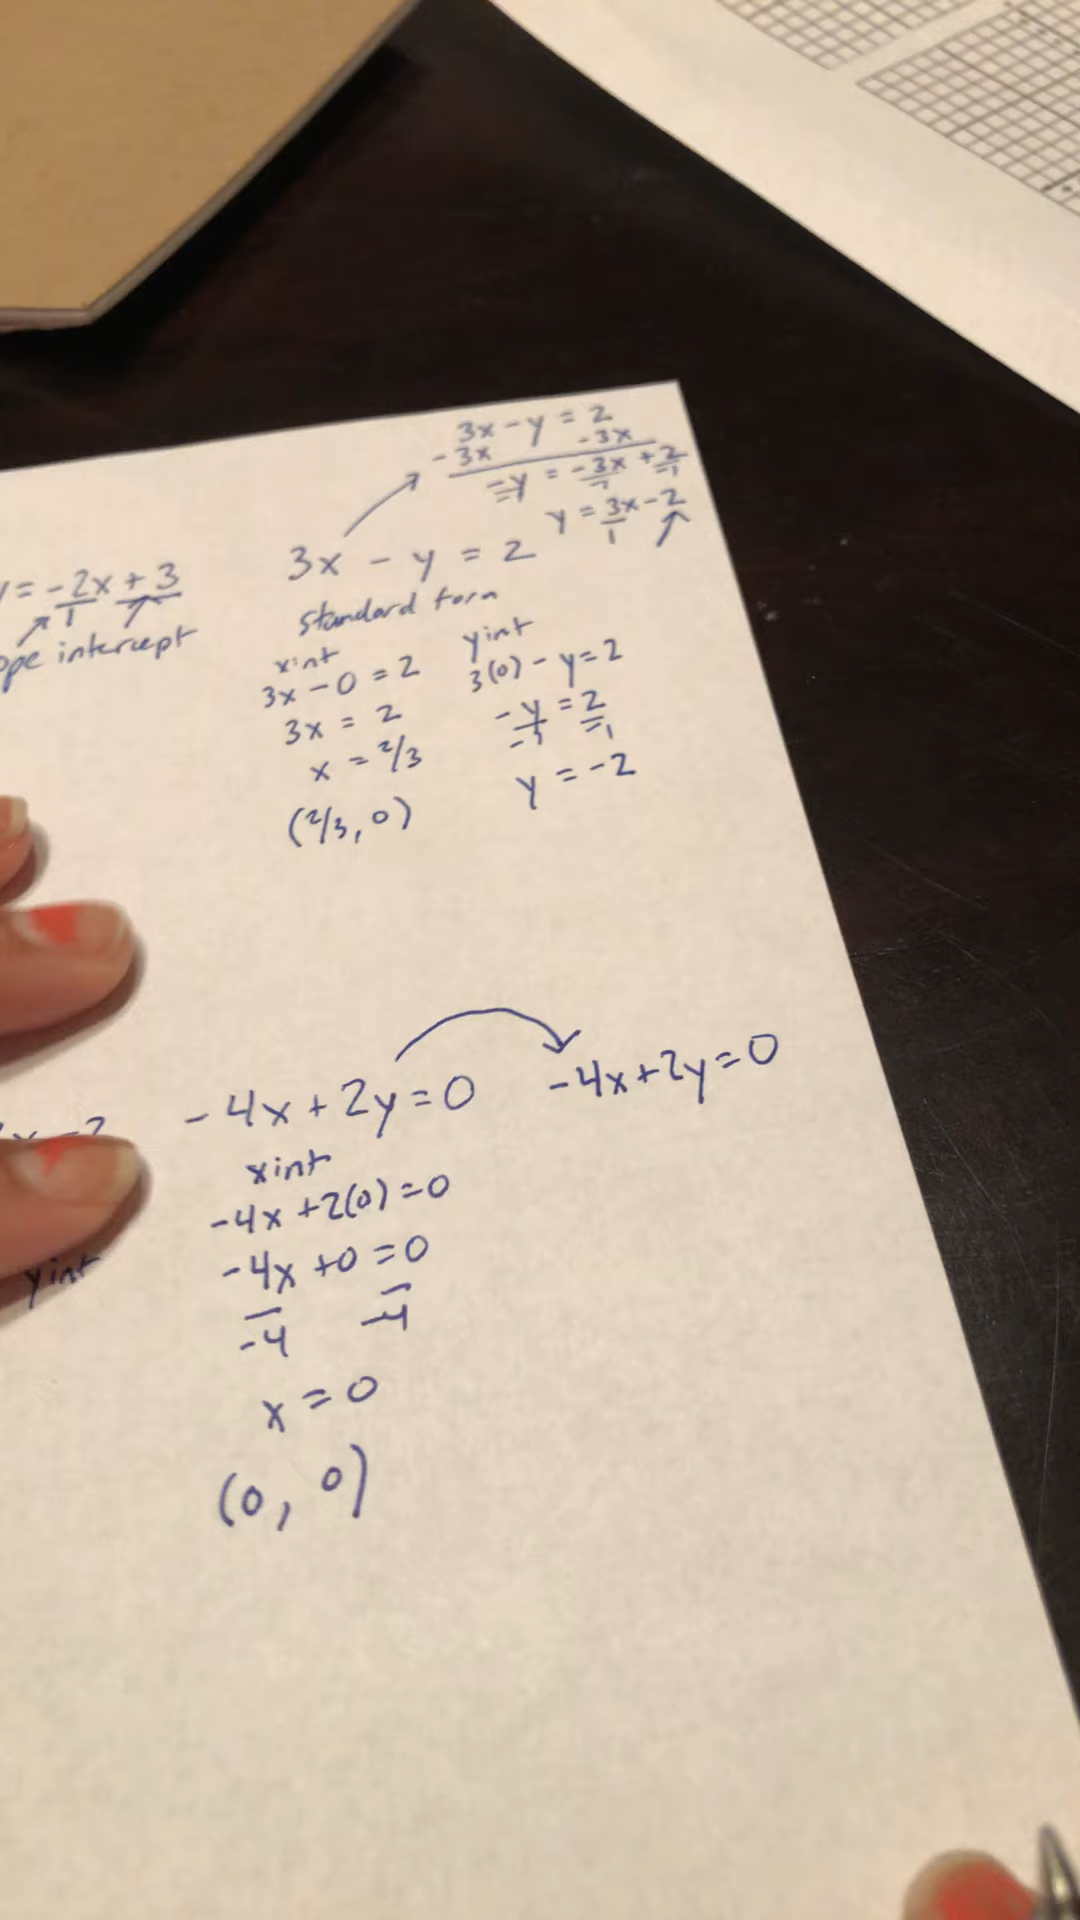 3x - y = 2
-3x -3x
-y = -3x + 2
-1 -1 -1
y = 3x - 2
1
3x - y = 2
standard form
y = -2x + 3
1
intercept
xint yint
3x - 0 = 2 3(0) - y = 2
3x = 2 -y = 2
-1 -1
x = 2/3 y = -2
(2/3, 0)
-4x + 2y = 0 -4x + 2y = 0
xint
-4x + 2(0) = 0
-4x + 0 = 0
-4 -4
yint
x = 0
(0, 0)